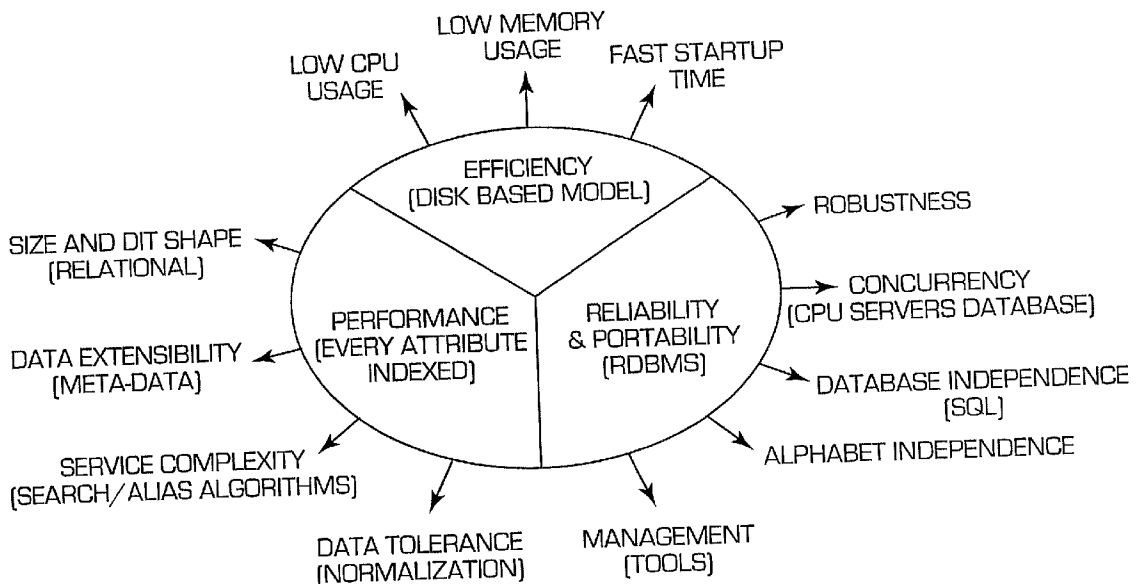 LOW CPU
USAGE
LOW MEMORY
USAGE
FAST STARTUP
TIME
EFFICIENCY
(DISK BASED MODEL)
ROBUSTNESS
SIZE AND DIT SHAPE
(RELATIONAL)
CONCURRENCY
(CPU SERVERS DATABASE)
PERFORMANCE
(EVERY ATTRIBUTE
INDEXED)
RELIABILITY
& PORTABILITY
(RDBMS)
DATA EXTENSIBILITY
(META-DATA)
DATABASE INDEPENDENCE
(SQL)
SERVICE COMPLEXITY
(SEARCH/ALIAS ALGORITHMS)
ALPHABET INDEPENDENCE
DATA TOLERANCE
(NORMALIZATION)
MANAGEMENT
(TOOLS)